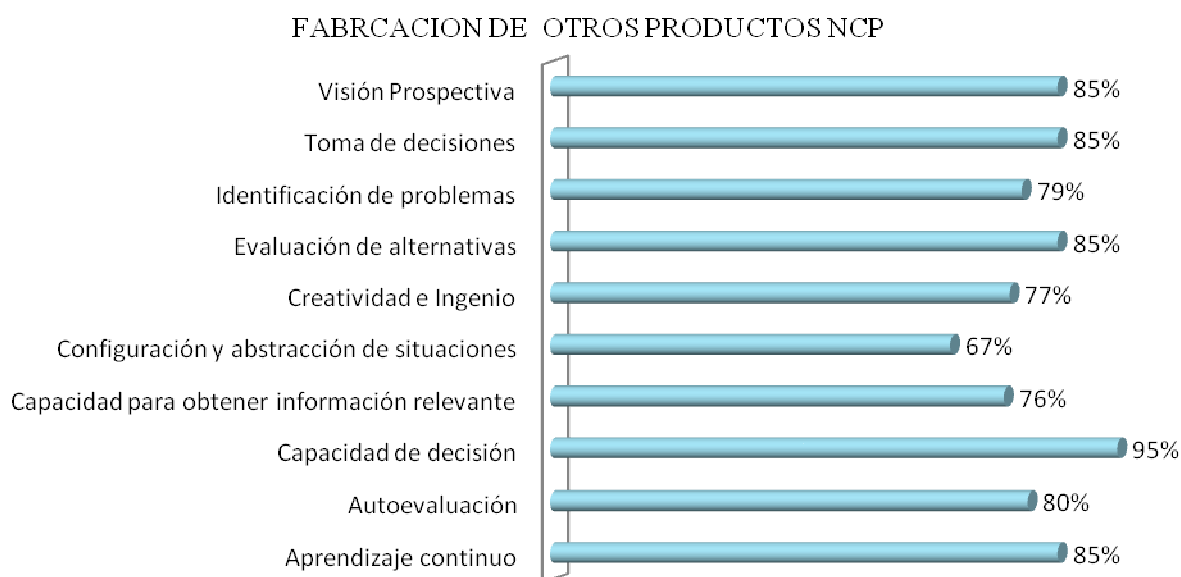 FABRCACION DE OTROS PRODUCTOS NCP
Visión Prospectiva 85%
Toma de decisiones 85%
Identificación de problemas 79%
Evaluación de alternativas 85%
Creatividad e Ingenio 77%
Configuración y abstracción de situaciones 67%
Capacidad para obtener información relevante 76%
Capacidad de decisión 95%
Autoevaluación 80%
Aprendizaje continuo 85%